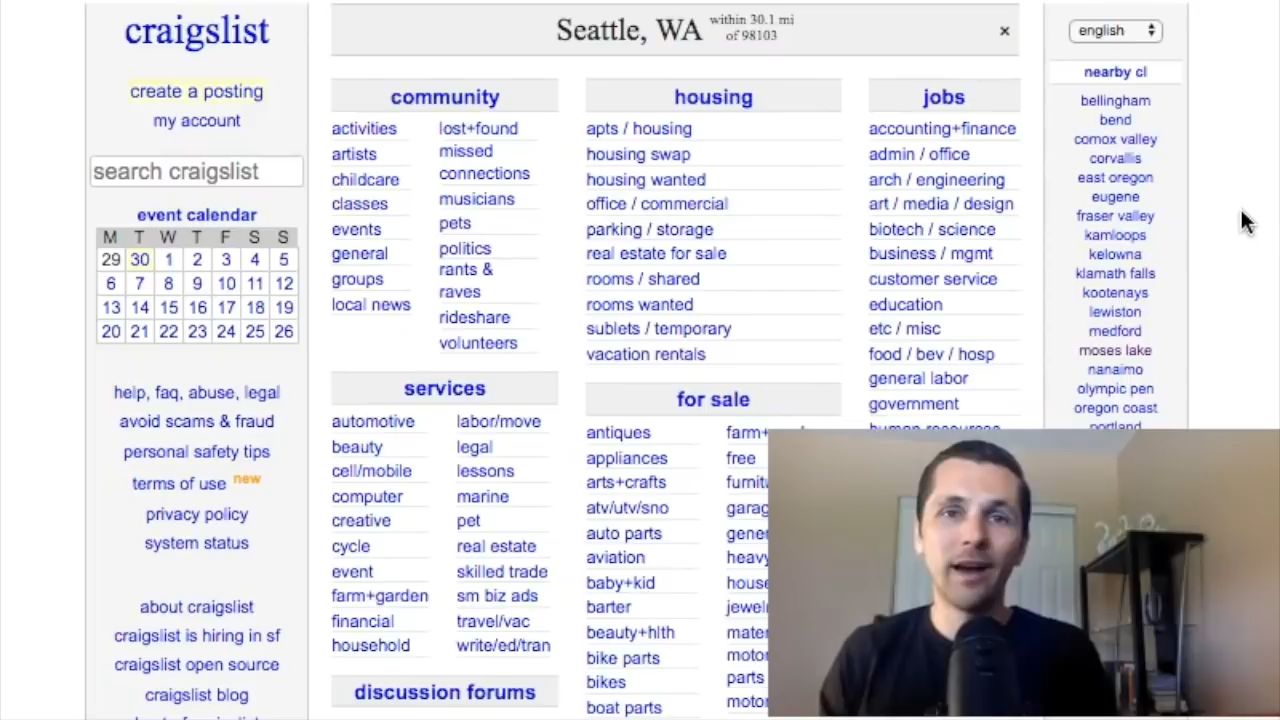 craigslist
create a posting
my account
search craigslist
event calendar
M T W T F S S
29 30 1 2 3 4 5
6 7 8 9 10 11 12
13 14 15 16 17 18 19
20 21 22 23 24 25 26
help, faq, abuse, legal
avoid scams & fraud
personal safety tips
terms of use new
privacy policy
system status
about craigslist
craigslist is hiring in sf
craigslist open source
craigslist blog
Seattle, WA within 30.1 mi
of 98103
×
community
activities
artists
childcare
classes
events
general
groups
local news
lost+found
missed
connections
musicians
pets
politics
rants &
raves
rideshare
volunteers
services
automotive
beauty
cell/mobile
computer
creative
cycle
event
farm+garden
financial
household
labor/move
legal
lessons
marine
pet
real estate
skilled trade
sm biz ads
travel/vac
write/ed/tran
discussion forums
housing
apts / housing
housing swap
housing wanted
office / commercial
parking / storage
real estate for sale
rooms / shared
rooms wanted
sublets / temporary
vacation rentals
for sale
antiques
appliances
arts+crafts
atv/utv/sno
auto parts
aviation
baby+kid
barter
beauty+hlth
bike parts
bikes
boat parts
farm+
free
jobs
accounting+finance
admin / office
arch / engineering
art / media / design
biotech / science
business / mgmt
customer service
education
etc / misc
food / bev / hosp
general labor
government
human resources
english
nearby cl
bellingham
bend
comox valley
corvallis
east oregon
eugene
fraser valley
kamloops
kelowna
klamath falls
kootenays
lewiston
medford
moses lake
nanaimo
olympic pen
oregon coast
portland